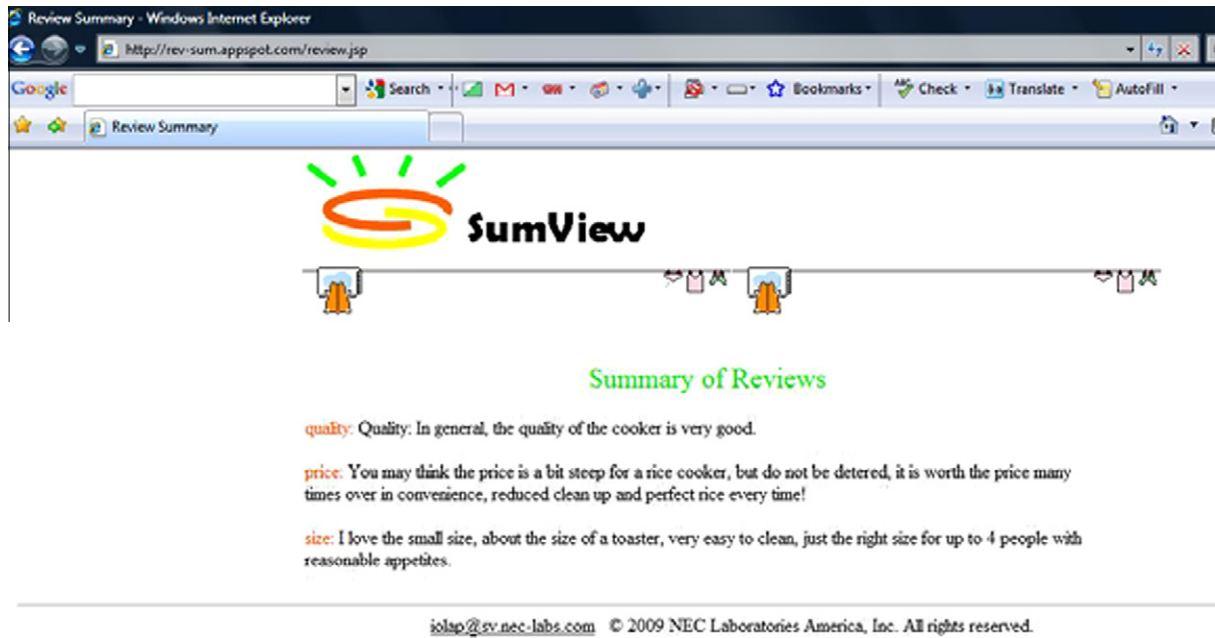 Review Summary - Windows Internet Explorer
http://rev-sum.appspot.com/review.jsp
Google Search Bookmarks Check Translate AutoFill
Review Summary
SumView
Summary of Reviews
quality: Quality: In general, the quality of the cooker is very good.
price: You may think the price is a bit steep for a rice cooker, but do not be detered, it is worth the price many
times over in convenience, reduced clean up and perfect rice every time!
size: I love the small size, about the size of a toaster, very easy to clean, just the right size for up to 4 people with
reasonable appetites.
iolap@sv.nec-labs.com © 2009 NEC Laboratories America, Inc. All rights reserved.